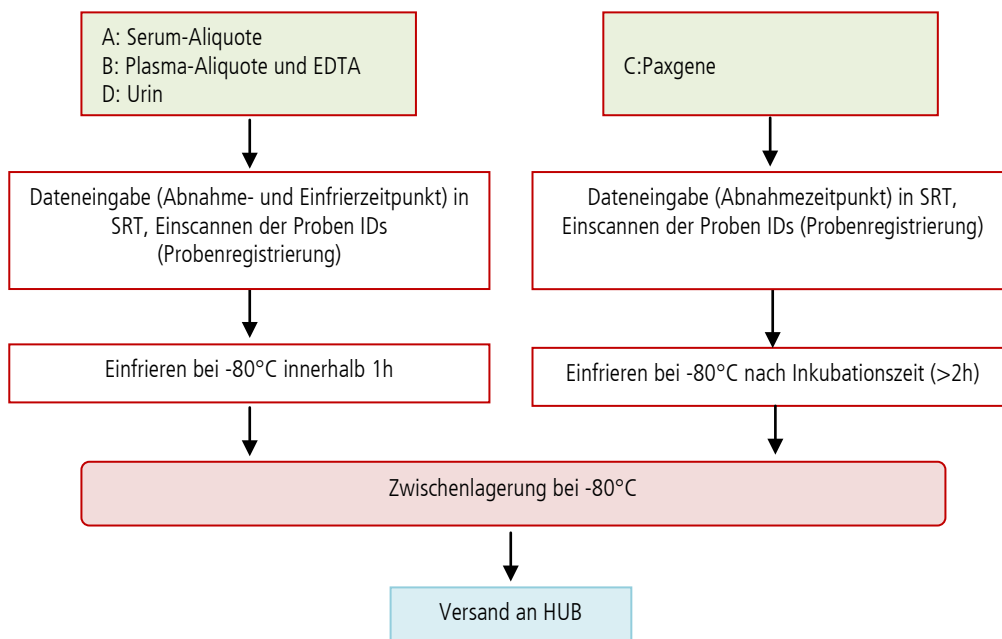 A: Serum-Aliquote
B: Plasma-Aliquote und EDTA
D: Urin
C:Paxgene
Dateneingabe (Abnahme- und Einfrierzeitpunkt) in
SRT, Einscannen der Proben IDs
(Probenregistrierung)
Dateneingabe (Abnahmezeitpunkt) in SRT,
Einscannen der Proben IDs (Probenregistrierung)
Einfrieren bei -80°C innerhalb 1h
Einfrieren bei -80°C nach Inkubationszeit (>2h)
Zwischenlagerung bei -80°C
Versand an HUB